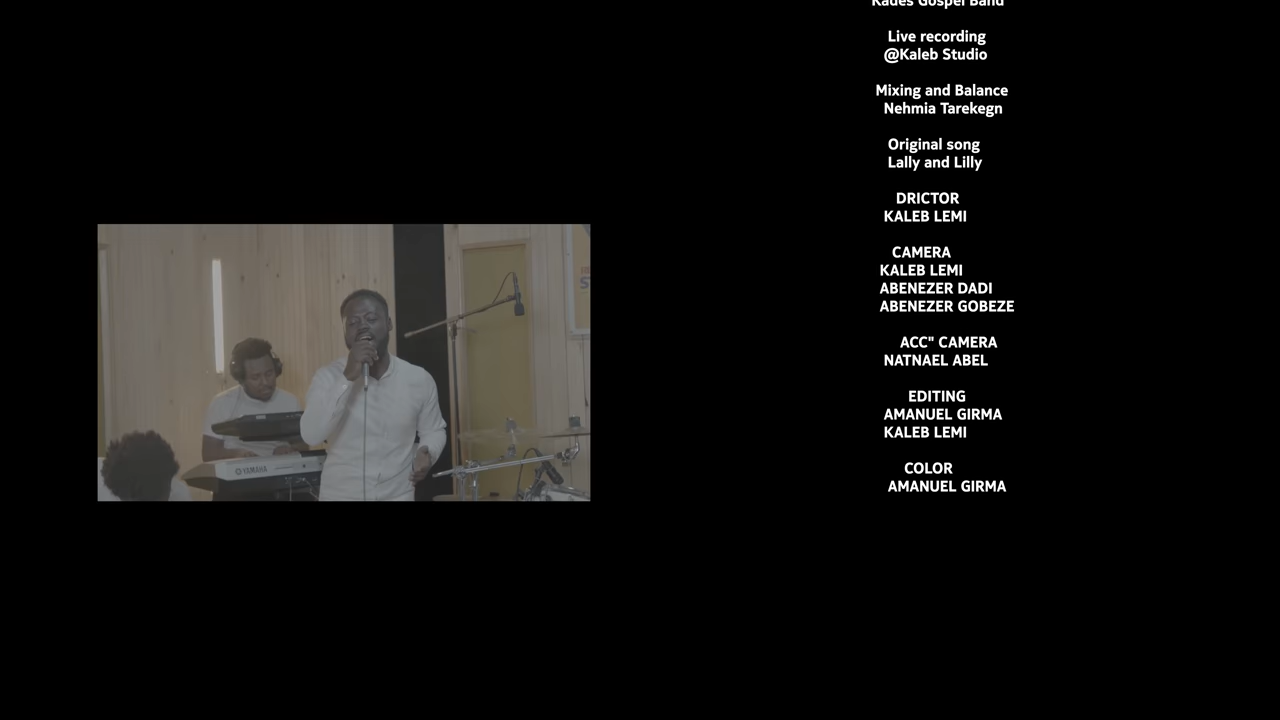 Kades Gospel Band
Live recording
@Kaleb Studio
Mixing and Balance
Nehmia Tarekegn
Original song
Lally and Lilly
DRICTOR
KALEB LEMI
CAMERA
KALEB LEMI
ABENEZER DADI
ABENEZER GOBEZE
ACC" CAMERA
NATNAEL ABEL
EDITING
AMANUEL GIRMA
KALEB LEMI
COLOR
AMANUEL GIRMA
YAMAHA